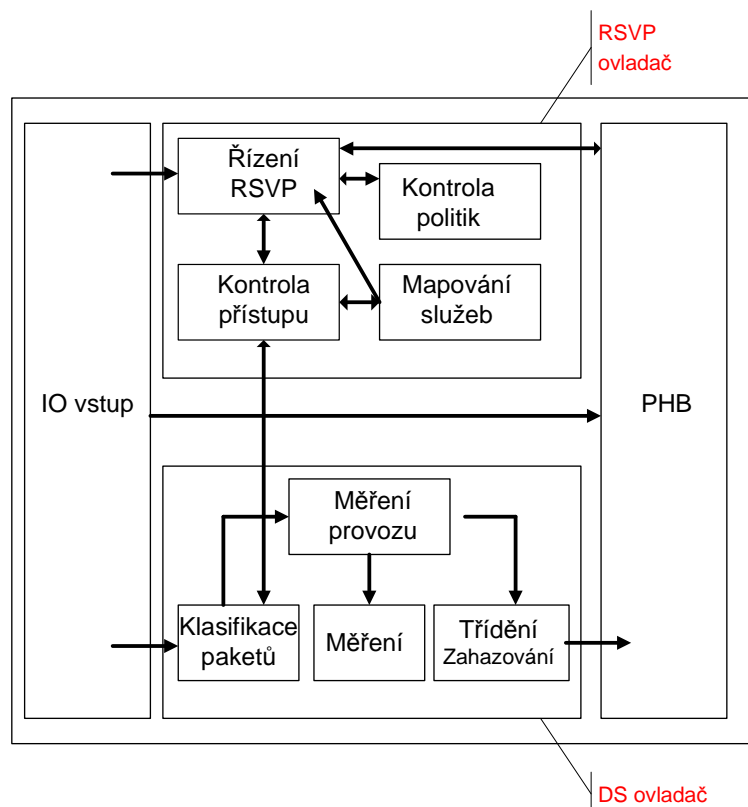 RSVP
ovladač
Řízení
RSVP
Kontrola
politik
Kontrola
přístupu
Mapování
služeb
IO vstup
PHB
Měření
provozu
Klasifikace
paketů
Měření
Třídění
Zahazování
DS ovladač